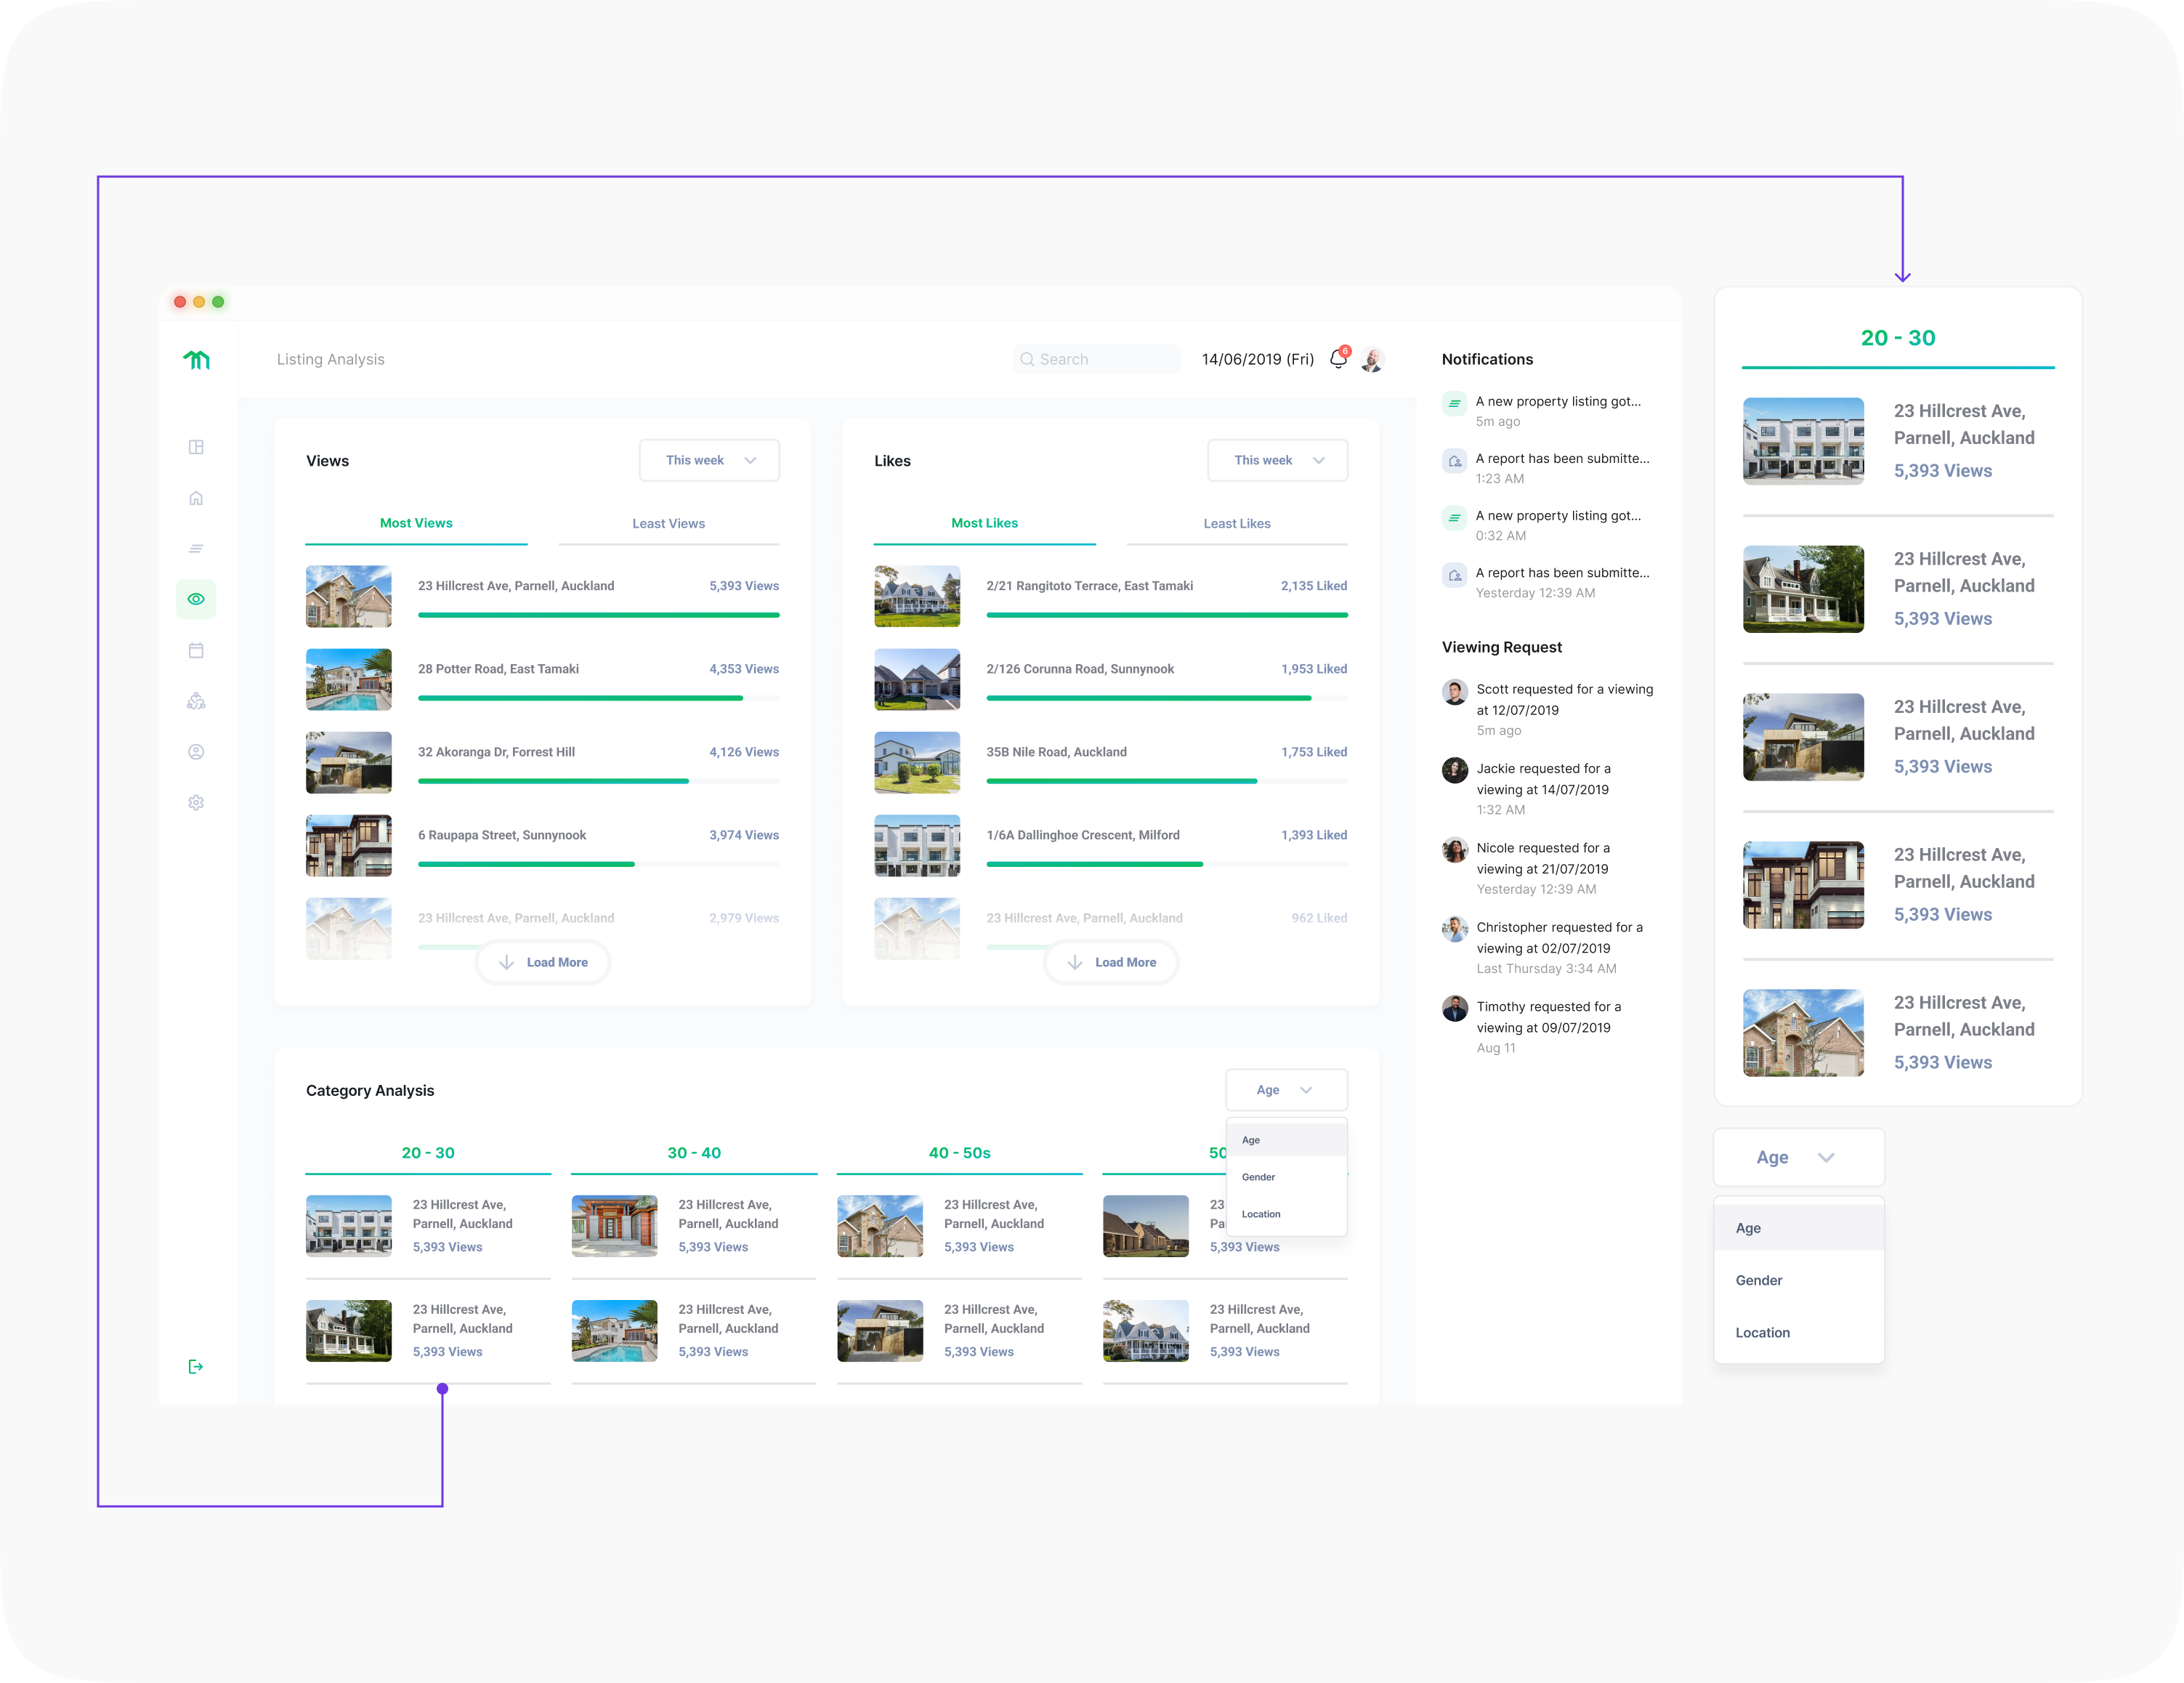 Listing Analysis
Search
14/06/2019 (Fri)
6
Views
This week
Most Views
Least Views
23 Hillcrest Ave, Parnell, Auckland
5,393 Views
28 Potter Road, East Tamaki
4,353 Views
32 Akoranga Dr, Forrest Hill
4,126 Views
6 Raupapa Street, Sunnynook
3,974 Views
23 Hillcrest Ave, Parnell, Auckland
2,979 Views
Load More
Likes
This week
Most Likes
Least Likes
2/21 Rangitoto Terrace, East Tamaki
2,135 Liked
2/126 Corunna Road, Sunnynook
1,953 Liked
35B Nile Road, Auckland
1,753 Liked
1/6A Dallinghoe Crescent, Milford
1,393 Liked
23 Hillcrest Ave, Parnell, Auckland
962 Liked
Load More
Category Analysis
Age
Age
Gender
Location
20 - 30
23 Hillcrest Ave,
Parnell, Auckland
5,393 Views
23 Hillcrest Ave,
Parnell, Auckland
5,393 Views
30 - 40
23 Hillcrest Ave,
Parnell, Auckland
5,393 Views
23 Hillcrest Ave,
Parnell, Auckland
5,393 Views
40 - 50s
23 Hillcrest Ave,
Parnell, Auckland
5,393 Views
23 Hillcrest Ave,
Parnell, Auckland
5,393 Views
50
23
Pa
5,393 Views
23 Hillcrest Ave,
Parnell, Auckland
5,393 Views
Notifications
A new property listing got...
5m ago
A report has been submitte...
1:23 AM
A new property listing got...
0:32 AM
A report has been submitte...
Yesterday 12:39 AM
Viewing Request
Scott requested for a viewing
at 12/07/2019
5m ago
Jackie requested for a
viewing at 14/07/2019
1:32 AM
Nicole requested for a
viewing at 21/07/2019
Yesterday 12:39 AM
Christopher requested for a
viewing at 02/07/2019
Last Thursday 3:34 AM
Timothy requested for a
viewing at 09/07/2019
Aug 11
20 - 30
23 Hillcrest Ave,
Parnell, Auckland
5,393 Views
23 Hillcrest Ave,
Parnell, Auckland
5,393 Views
23 Hillcrest Ave,
Parnell, Auckland
5,393 Views
23 Hillcrest Ave,
Parnell, Auckland
5,393 Views
23 Hillcrest Ave,
Parnell, Auckland
5,393 Views
Age
Age
Gender
Location